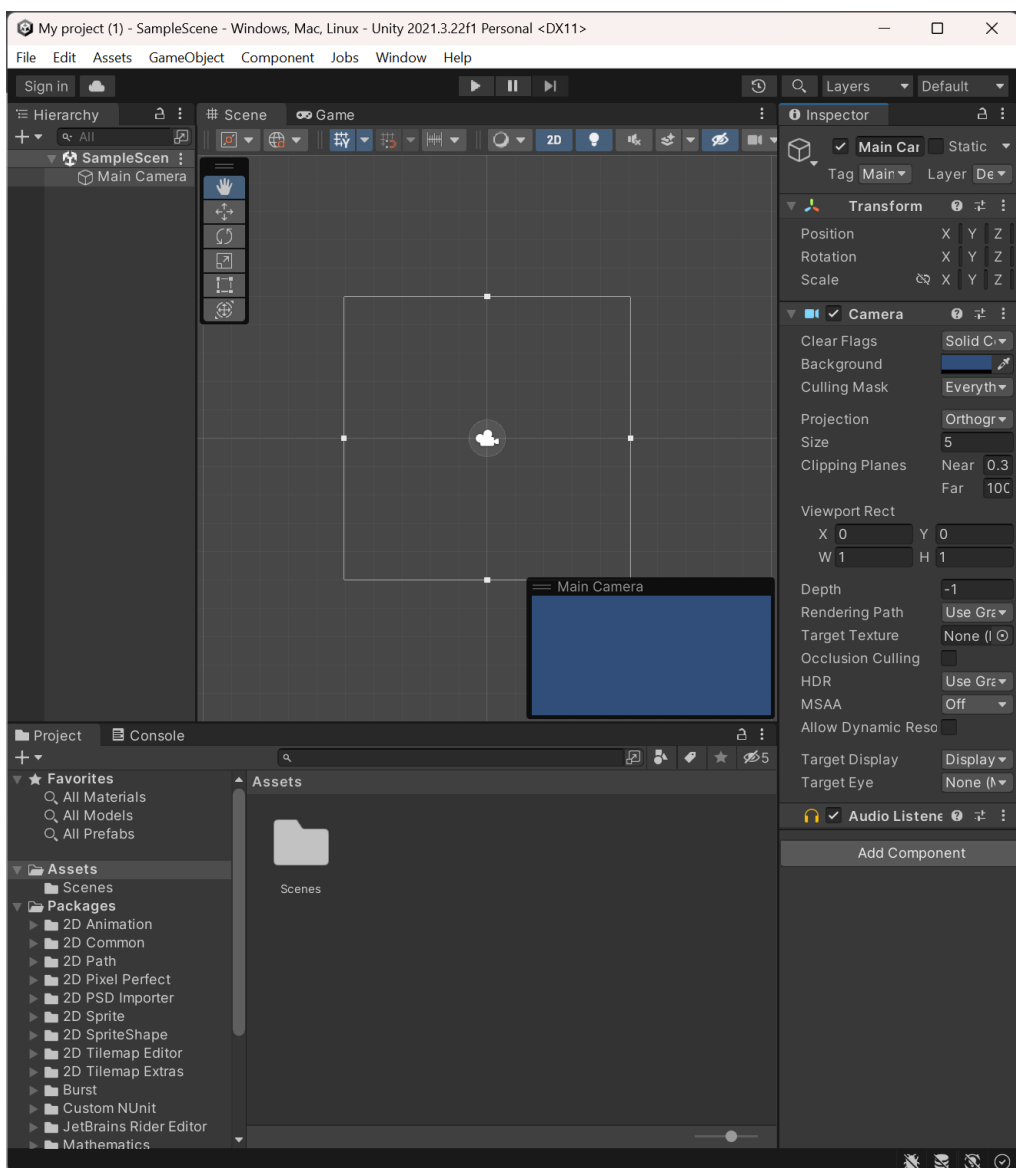 My project (1) - SampleScene - Windows, Mac, Linux - Unity 2021.3.22f1 Personal <DX11>
File Edit Assets GameObject Component Jobs Window Help
Sign in
Layers Default
Hierarchy
All
SampleScen
Main Camera
Scene Game
2D
Main Camera
Inspector
Main Car Static
Tag Main Layer De
Transform
Position X Y Z
Rotation X Y Z
Scale X Y Z
Camera
Clear Flags Solid C
Background
Culling Mask Everyth
Projection Orthogr
Size 5
Clipping Planes Near 0.3
Far 100
Viewport Rect
X 0 Y 0
W 1 H 1
Depth -1
Rendering Path Use Gra
Target Texture None (
Occlusion Culling
HDR Use Gra
MSAA Off
Allow Dynamic Reso
Target Display Display
Target Eye None (
Audio Listene
Add Component
Project Console
5
Favorites
All Materials
All Models
All Prefabs
Assets
Scenes
Packages
2D Animation
2D Common
2D Path
2D Pixel Perfect
2D PSD Importer
2D Sprite
2D SpriteShape
2D Tilemap Editor
2D Tilemap Extras
Burst
Custom NUnit
JetBrains Rider Editor
Mathematics
Assets
Scenes